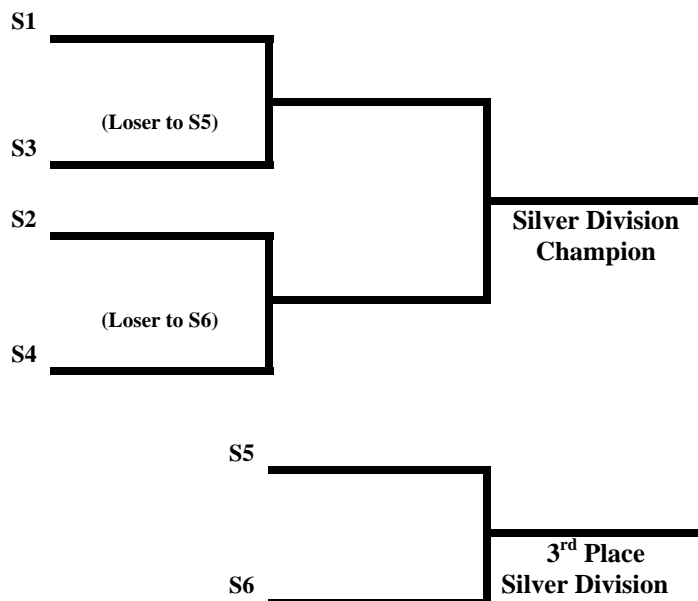 S1
(Loser to S5)
S3
S2
Silver Division
Champion
(Loser to S6)
S4
S5
3rd Place
Silver Division
S6